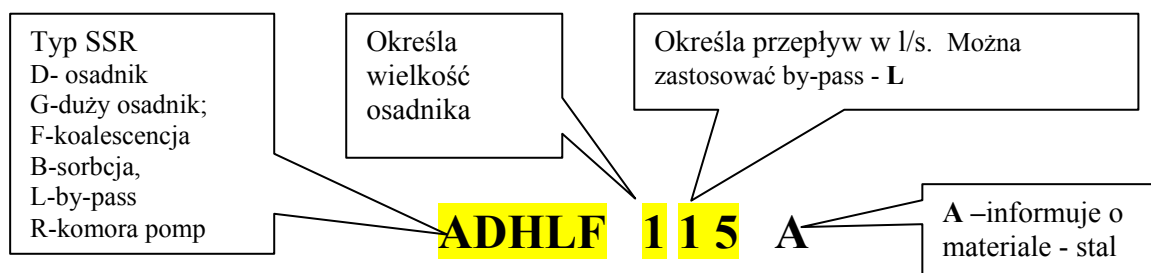 Typ SSR
D- osadnik
G-duży osadnik;
F-koalescencja
B-sorbcja,
L-by-pass
R-komora pomp
Określa
wielkość
osadnika
Określa przepływ w l/s. Można
zastosować by-pass - L
ADHLF 1 1 5 A
A –informuje o
materiale - stal